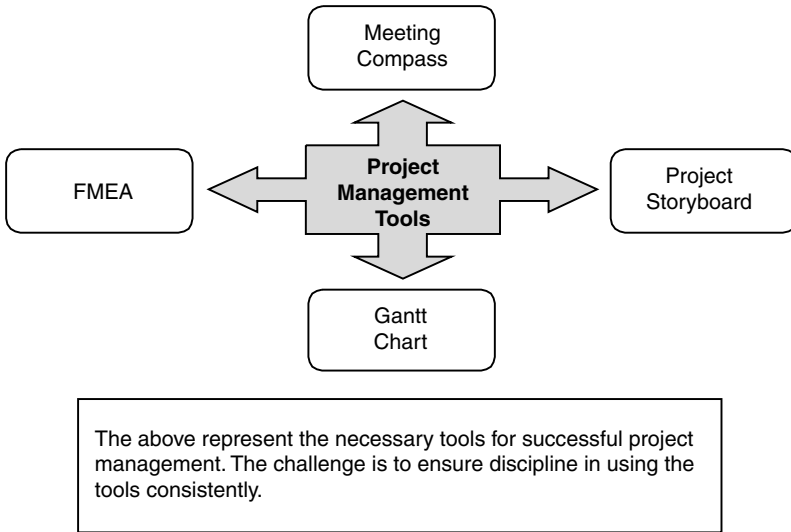 Meeting
Compass
FMEA
Project
Management
Tools
Project
Storyboard
Gantt
Chart
The above represent the necessary tools for successful project
management. The challenge is to ensure discipline in using the
tools consistently.